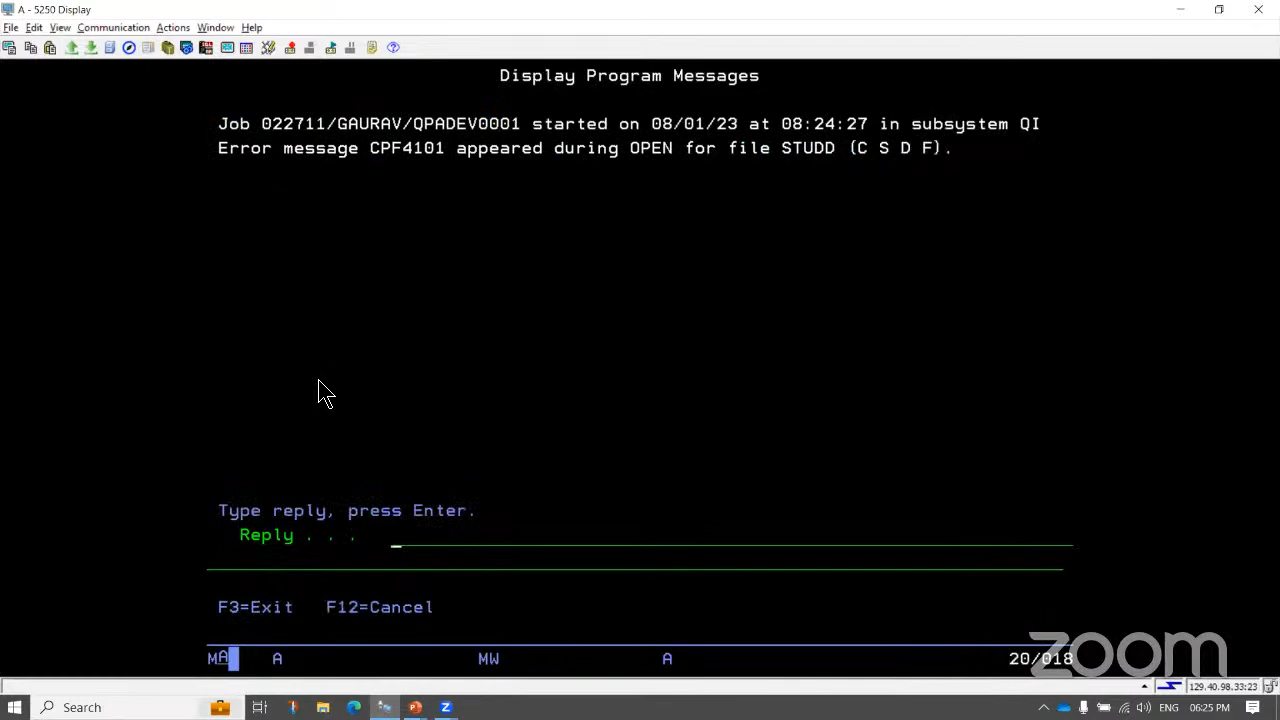 A - 5250 Display
File Edit View Communication Actions Window Help
Display Program Messages
Job 022711/GAURAV/QPADEV0001 started on 08/01/23 at 08:24:27 in subsystem QI
Error message CPF4101 appeared during OPEN for file STUDD (C S D F).
Type reply, press Enter.
Reply . . .
F3=Exit F12=Cancel
MA A MW A 20/018
zoom
129.40.98.33:23
Search ENG 06:25 PM